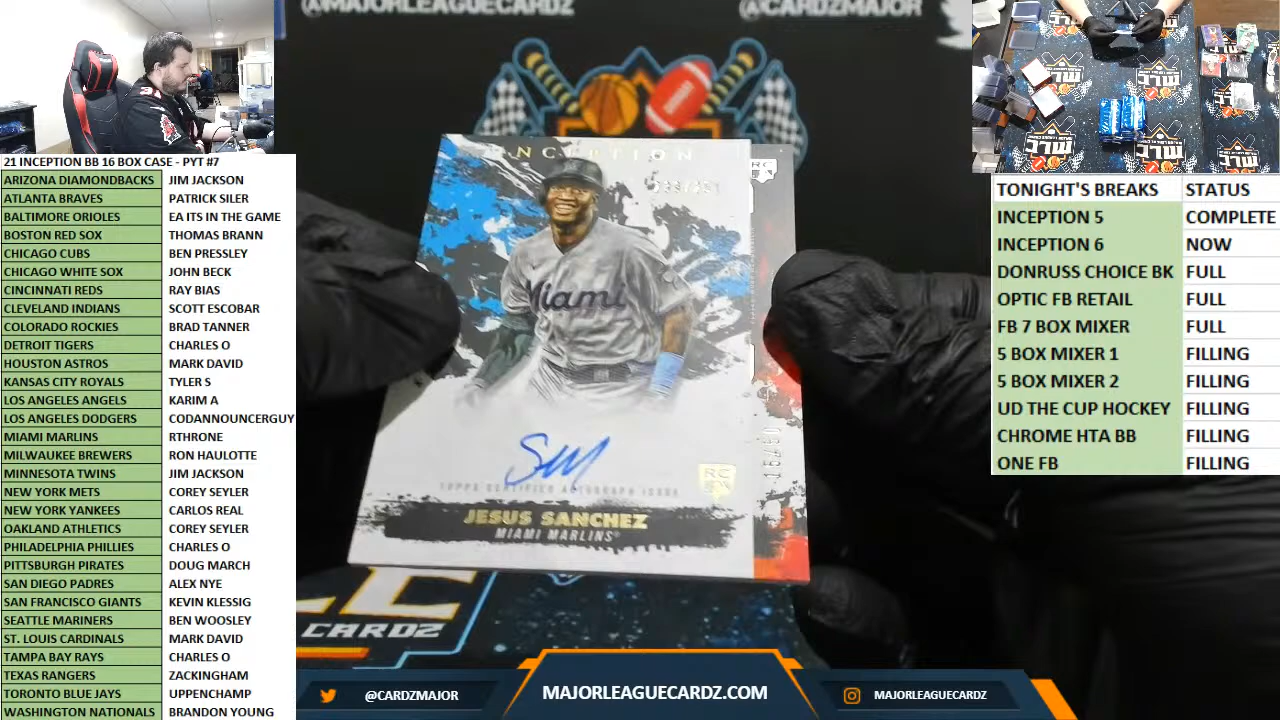 @MAJORLEAGUECARDZ
@CARDZMAJOR
21 INCEPTION BB 16 BOX CASE - PYT #7
ARIZONA DIAMONDBACKS JIM JACKSON
ATLANTA BRAVES PATRICK SILER
BALTIMORE ORIOLES EA ITS IN THE GAME
BOSTON RED SOX THOMAS BRANN
CHICAGO CUBS BEN PRESSLEY
CHICAGO WHITE SOX JOHN BECK
CINCINNATI REDS RAY BIAS
CLEVELAND INDIANS SCOTT ESCOBAR
COLORADO ROCKIES BRAD TANNER
DETROIT TIGERS CHARLES O
HOUSTON ASTROS MARK DAVID
KANSAS CITY ROYALS TYLER S
LOS ANGELES ANGELS KARIM A
LOS ANGELES DODGERS CODANNOUNCERGUY
MIAMI MARLINS RTHRONE
MILWAUKEE BREWERS RON HAULOTTE
MINNESOTA TWINS JIM JACKSON
NEW YORK METS COREY SEYLER
NEW YORK YANKEES CARLOS REAL
OAKLAND ATHLETICS COREY SEYLER
PHILADELPHIA PHILLIES CHARLES O
PITTSBURGH PIRATES DOUG MARCH
SAN DIEGO PADRES ALEX NYE
SAN FRANCISCO GIANTS KEVIN KLESSIG
SEATTLE MARINERS BEN WOOSLEY
ST. LOUIS CARDINALS MARK DAVID
TAMPA BAY RAYS CHARLES O
TEXAS RANGERS ZACKINGHAM
TORONTO BLUE JAYS UPPENCHAMP
WASHINGTON NATIONALS BRANDON YOUNG
INCEPTION
RC
Miami
TOPPS CERTIFIED AUTOGRAPH ISSUE
RC
JESUS SANCHEZ
MIAMI MARLINS
CARDZ
TONIGHT'S BREAKS STATUS
INCEPTION 5 COMPLETE
INCEPTION 6 NOW
DONRUSS CHOICE BK FULL
OPTIC FB RETAIL FULL
FB 7 BOX MIXER FULL
5 BOX MIXER 1 FILLING
5 BOX MIXER 2 FILLING
UD THE CUP HOCKEY FILLING
CHROME HTA BB FILLING
ONE FB FILLING
@CARDZMAJOR
MAJORLEAGUECARDZ.COM
MAJORLEAGUECARDZ